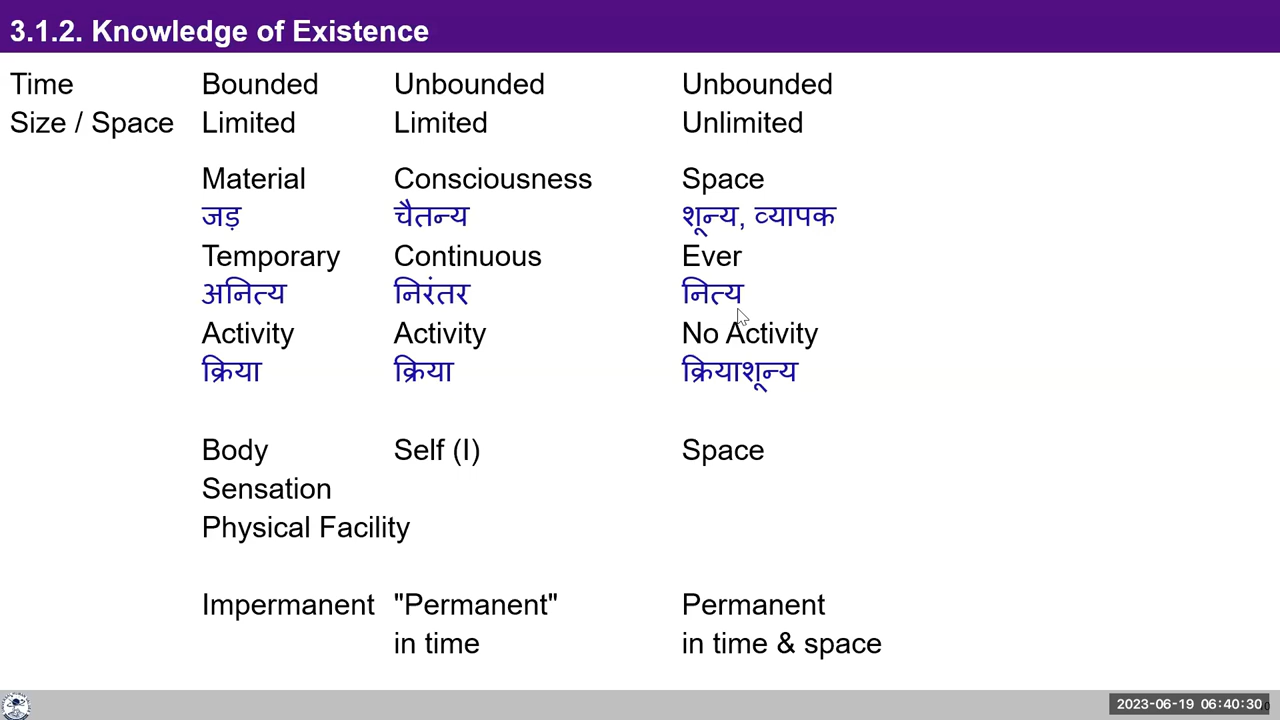 3.1.2. Knowledge of Existence
Time Bounded Unbounded Unbounded
Size / Space Limited Limited Unlimited
Material Consciousness Space
जड़ चैतन्य शून्य, व्यापक
Temporary Continuous Ever
अनित्य निरंतर नित्य
Activity Activity No Activity
क्रिया क्रिया क्रियाशून्य
Body Self (I) Space
Sensation
Physical Facility
Impermanent "Permanent" Permanent
in time in time & space
2023-06-19 06:40:30